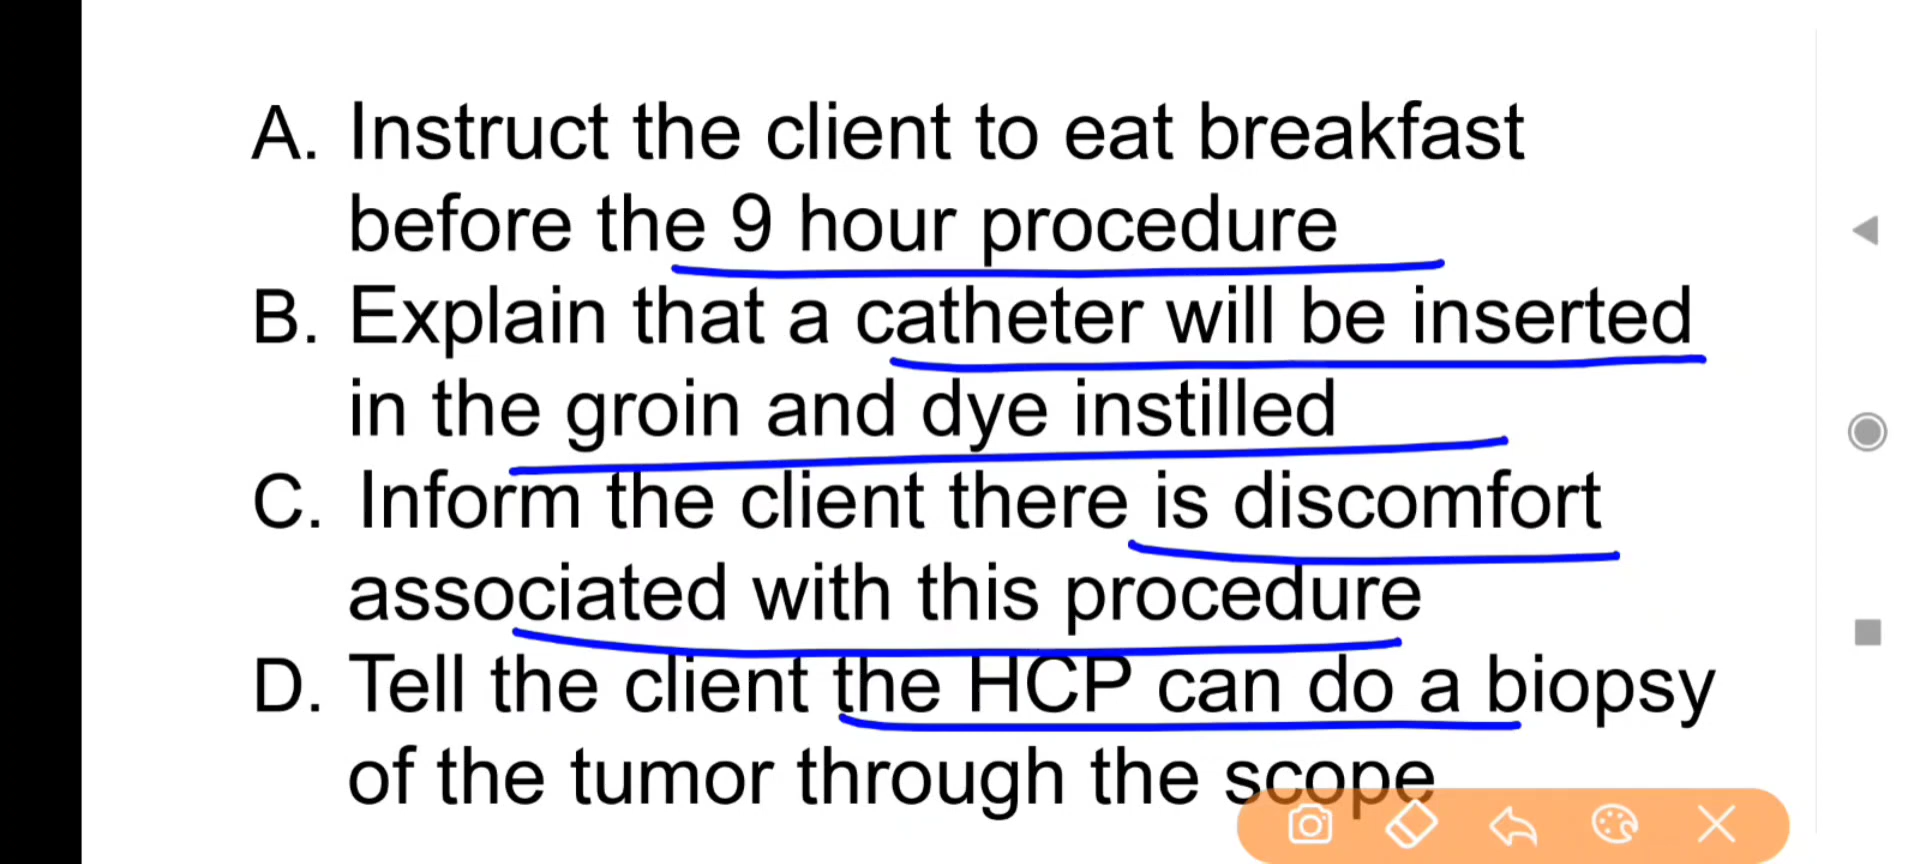 A. Instruct the client to eat breakfast
before the 9 hour procedure
B. Explain that a catheter will be inserted
in the groin and dye instilled
C. Inform the client there is discomfort
associated with this procedure
D. Tell the client the HCP can do a biopsy
of the tumor through the scope